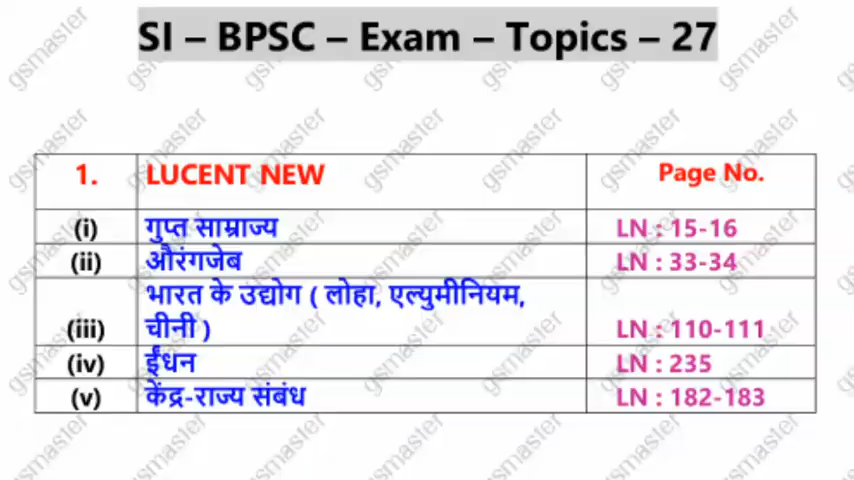 SI – BPSC – Exam – Topics – 27
1. LUCENT NEW Page No.
(i) गुप्त साम्राज्य LN : 15-16
(ii) औरंगजेब LN : 33-34
भारत के उद्योग ( लोहा, एल्युमीनियम,
(iii) चीनी ) LN : 110-111
(iv) ईंधन LN : 235
(v) केंद्र-राज्य संबंध LN : 182-183
gsmaster